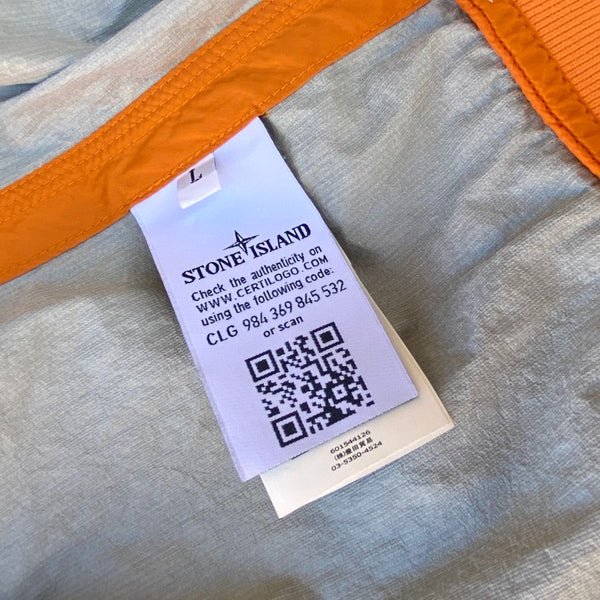 L
STONE ISLAND
Check the authenticity on
WWW.CERTILOGO.COM
using the following code:
CLG 984 369 845 532
or scan
601544126
(株)豊田貿易
03-5350-4524